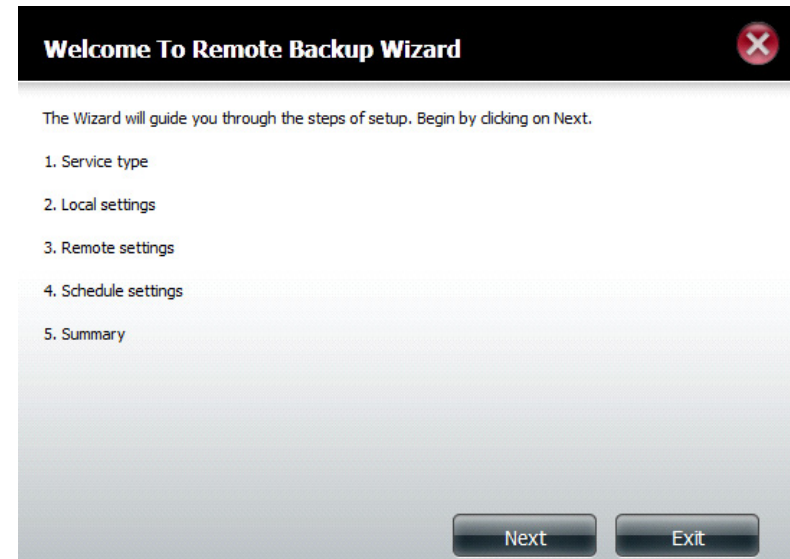 Welcome To Remote Backup Wizard
The Wizard will guide you through the steps of setup. Begin by clicking on Next.
1. Service type
2. Local settings
3. Remote settings
4. Schedule settings
5. Summary
Next
Exit